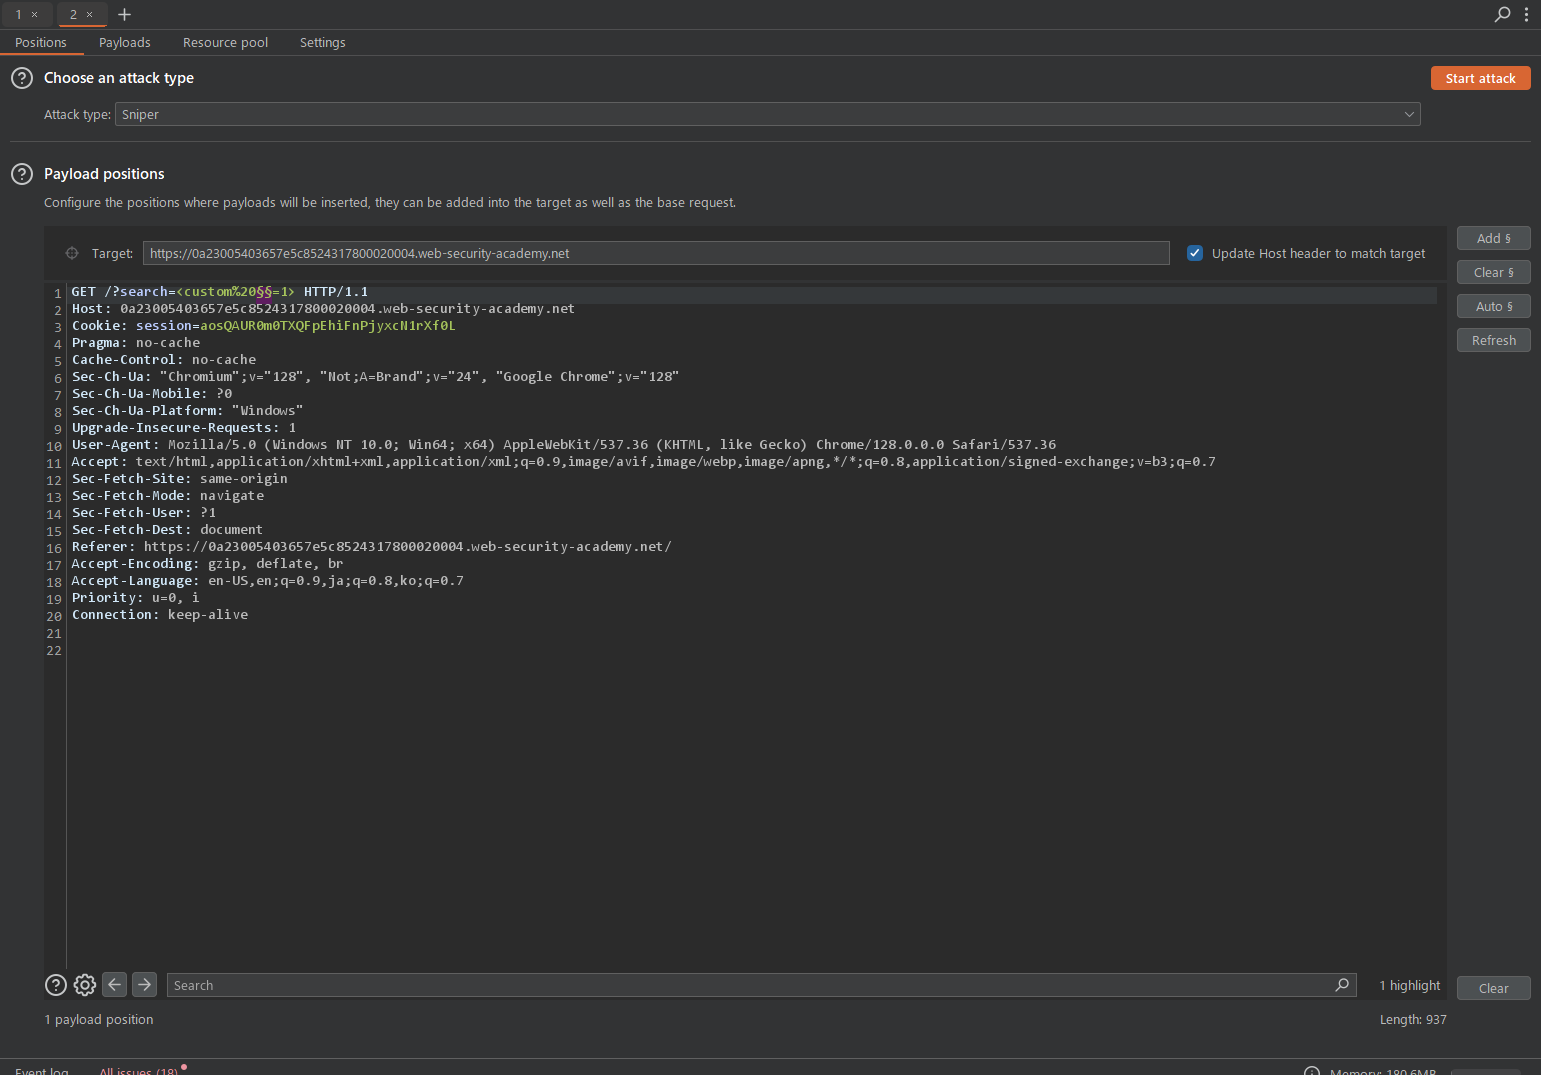 1 × 2 × +
Positions Payloads Resource pool Settings
? Choose an attack type Start attack
Attack type: Sniper
? Payload positions
Configure the positions where payloads will be inserted, they can be added into the target as well as the base request.
Target: https://0a23005403657e5c8524317800020004.web-security-academy.net Update Host header to match target Add §
Clear §
Auto §
Refresh
1 GET /?search=<custom%20§§=1> HTTP/1.1
2 Host: 0a23005403657e5c8524317800020004.web-security-academy.net
3 Cookie: session=aosQAUR0m0TXQFpEhiFnPjyxcN1rXf0L
4 Pragma: no-cache
5 Cache-Control: no-cache
6 Sec-Ch-Ua: "Chromium";v="128", "Not;A=Brand";v="24", "Google Chrome";v="128"
7 Sec-Ch-Ua-Mobile: ?0
8 Sec-Ch-Ua-Platform: "Windows"
9 Upgrade-Insecure-Requests: 1
10 User-Agent: Mozilla/5.0 (Windows NT 10.0; Win64; x64) AppleWebKit/537.36 (KHTML, like Gecko) Chrome/128.0.0.0 Safari/537.36
11 Accept: text/html,application/xhtml+xml,application/xml;q=0.9,image/avif,image/webp,image/apng,*/*;q=0.8,application/signed-exchange;v=b3;q=0.7
12 Sec-Fetch-Site: same-origin
13 Sec-Fetch-Mode: navigate
14 Sec-Fetch-User: ?1
15 Sec-Fetch-Dest: document
16 Referer: https://0a23005403657e5c8524317800020004.web-security-academy.net/
17 Accept-Encoding: gzip, deflate, br
18 Accept-Language: en-US,en;q=0.9,ja;q=0.8,ko;q=0.7
19 Priority: u=0, i
20 Connection: keep-alive
21
22
? Search 1 highlight Clear
1 payload position Length: 937
Event log All issues (18) Memory: 180.6MB